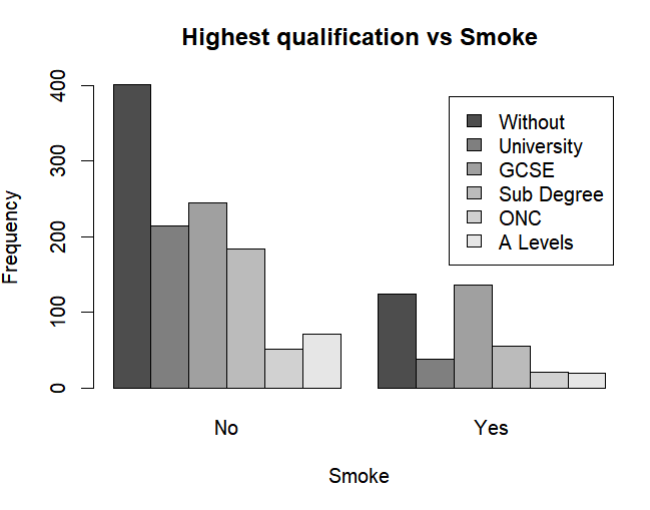 Highest qualification vs Smoke
Frequency
400
300
200
100
0
Without
University
GCSE
Sub Degree
ONC
A Levels
No
Yes
Smoke